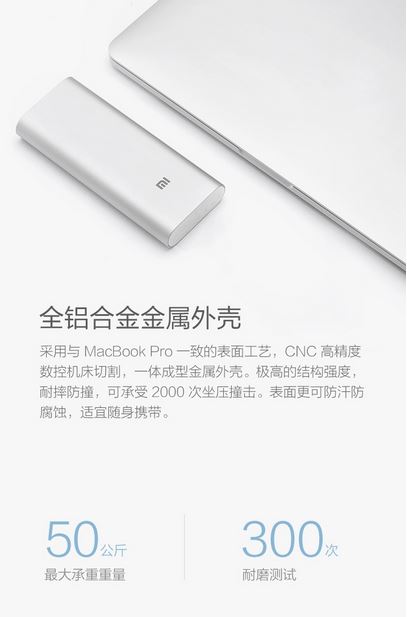 mi
全铝合金金属外壳
采用与 MacBook Pro 一致的表面工艺，CNC 高精度
数控机床切割，一体成型金属外壳。极高的结构强度，
耐摔防撞，可承受 2000 次坐压撞击。表面更可防汗防
腐蚀，适宜随身携带。
50公斤
最大承重重量
300次
耐磨测试